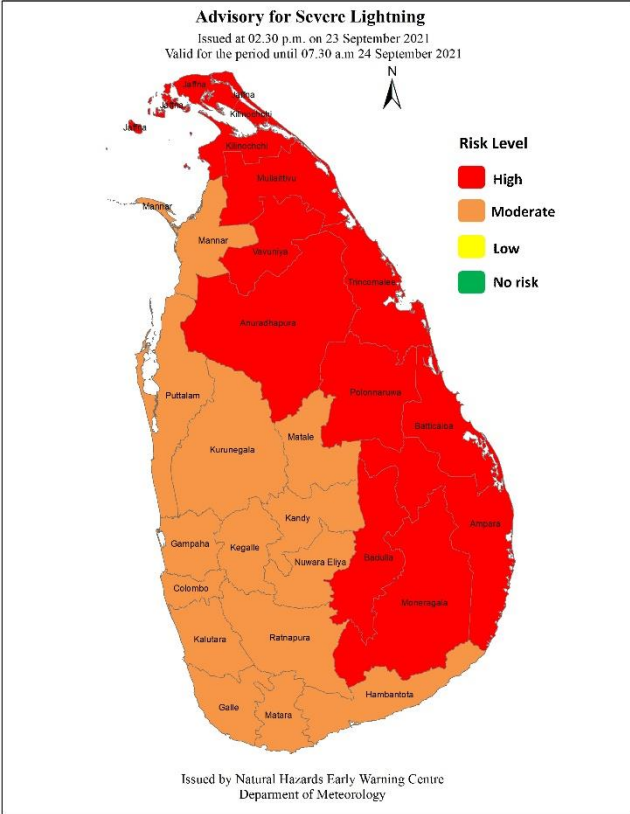 Advisory for Severe Lightning
Issued at 02.30 p.m. on 23 September 2021
Valid for the period until 07.30 a.m 24 September 2021
N
Jaffna
Jaffna
Jaffna
Jaffna
Kilinochchi
Kilinochchi
Mullaittivu
Mannar
Mannar
Vavuniya
Trincomalee
Anuradhapura
Puttalam
Polonnaruwa
Batticaloa
Kurunegala
Matale
Kandy
Ampara
Gampaha
Kegalle
Nuwara Eliya
Badulla
Colombo
Moneragala
Kalutara
Ratnapura
Hambantota
Galle
Matara
Risk Level
High
Moderate
Low
No risk
Issued by Natural Hazards Early Warning Centre
Deparment of Meteorology